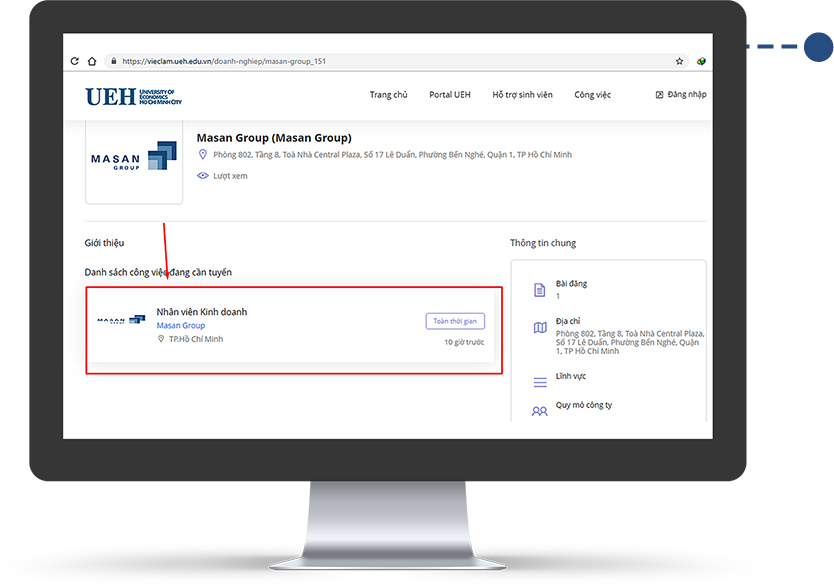 https://vieclam.ueh.edu.vn/doanh-nghiep/masan-group_151
UEH UNIVERSITY OF
ECONOMICS
HO CHI MINH CITY
Trang chủ Portal UEH Hỗ trợ sinh viên Công việc Đăng nhập
MASAN
GROUP
Masan Group (Masan Group)
Phòng 802, Tầng 8, Toà Nhà Central Plaza, Số 17 Lê Duẩn, Phường Bến Nghé, Quận 1, TP Hồ Chí Minh
Lượt xem
Giới thiệu
Danh sách công việc đang cần tuyển
MASAN
Nhân viên Kinh doanh
Masan Group
TP.Hồ Chí Minh
Toàn thời gian
10 giờ trước
Thông tin chung
Bài đăng
1
Địa chỉ
Phòng 802, Tầng 8, Toà Nhà Central Plaza,
Số 17 Lê Duẩn, Phường Bến Nghé, Quận
1, TP Hồ Chí Minh
Lĩnh vực
Quy mô công ty